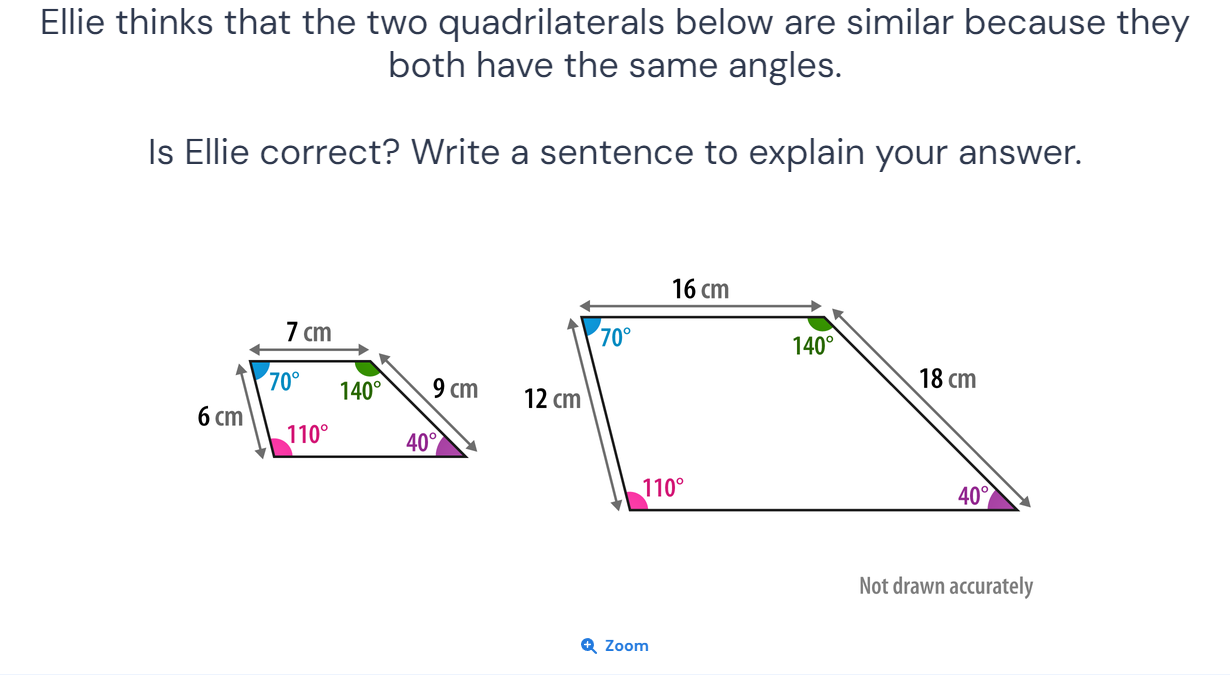 Ellie thinks that the two quadrilaterals below are similar because they
both have the same angles.
Is Ellie correct? Write a sentence to explain your answer.
7 cm
70°
140°
9 cm
6 cm
110°
40°
16 cm
70°
140°
18 cm
12 cm
110°
40°
Not drawn accurately
Zoom